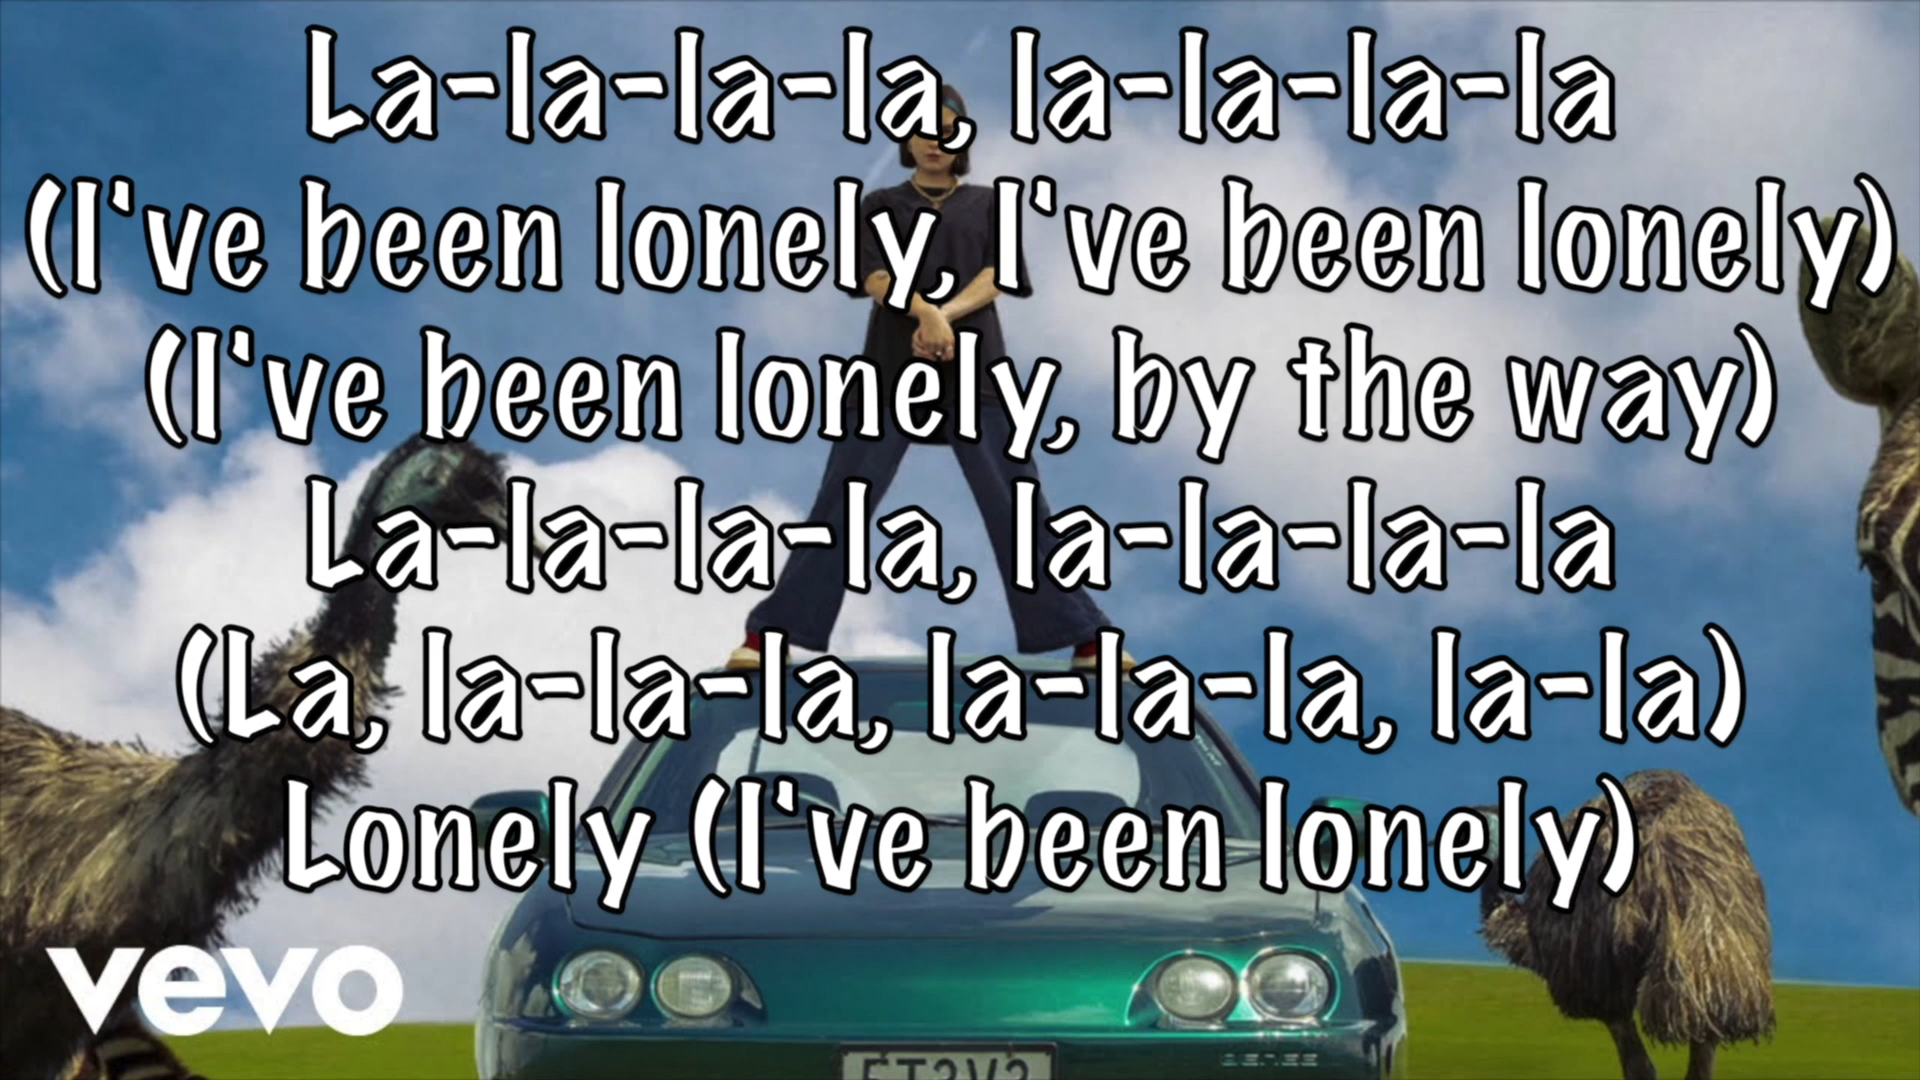 La-la-la-la, la-la-la-la
(I've been lonely, I've been lonely)
(I've been lonely, by the way)
La-la-la-la, la-la-la-la
(La, la-la-la, la-la-la, la-la)
Lonely (I've been lonely)
vevo
BENEE